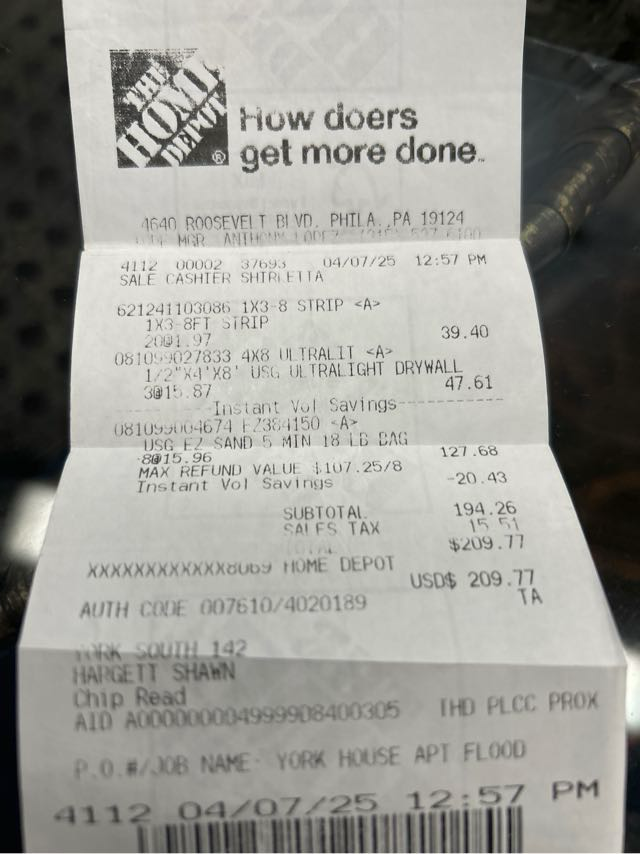 THE HOME DEPOT ®
How doers
get more done.
4640 ROOSEVELT BLVD, PHILA.,PA 19124
MGR ANTHONY
4112 00002 37693 04/07/25 12:57 PM
SALE CASHIER SHIRLETTA
621241103086 1X3-8 STRIP <A>
1X3-8FT STRIP
20@1.97 39.40
081099027833 4X8 ULTRALIT <A>
1/2"X4'X8' USG ULTRALIGHT DRYWALL
3@15.87 47.61
Instant Vol Savings
081099004674 EZ384150 <A>
USG EZ SAND 5 MIN 18 LB BAG
8@15.96 127.68
MAX REFUND VALUE $107.25/8
Instant Vol Savings -20.43
SUBTOTAL 194.26
SALES TAX 15.51
TOTAL $209.77
XXXXXXXXXXXX8069 HOME DEPOT
USD$ 209.77
AUTH CODE 007610/4020189 TA
YORK SOUTH 142
HARGETT SHAWN
Chip Read
AID A000000004999908400305 THD PLCC PROX
P.O.#/JOB NAME: YORK HOUSE APT FLOOD
4112 04/07/25 12:57 PM